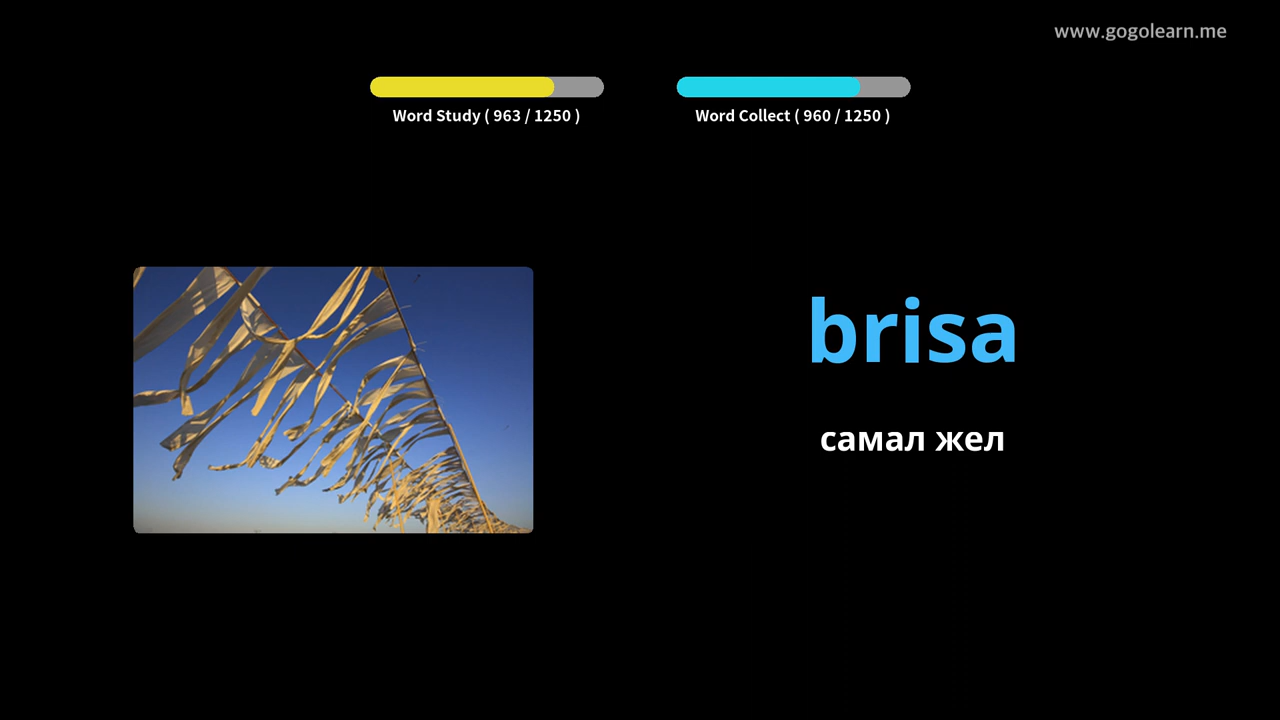 www.gogolearn.me
Word Study ( 963 / 1250 )
Word Collect ( 960 / 1250 )
brisa
самал жел